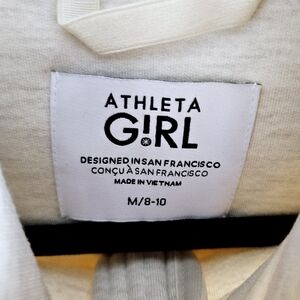 ATHLETA
G!RL
DESIGNED IN SAN FRANCISCO
CONÇU À SAN FRANCISCO
MADE IN VIETNAM
M/8-10